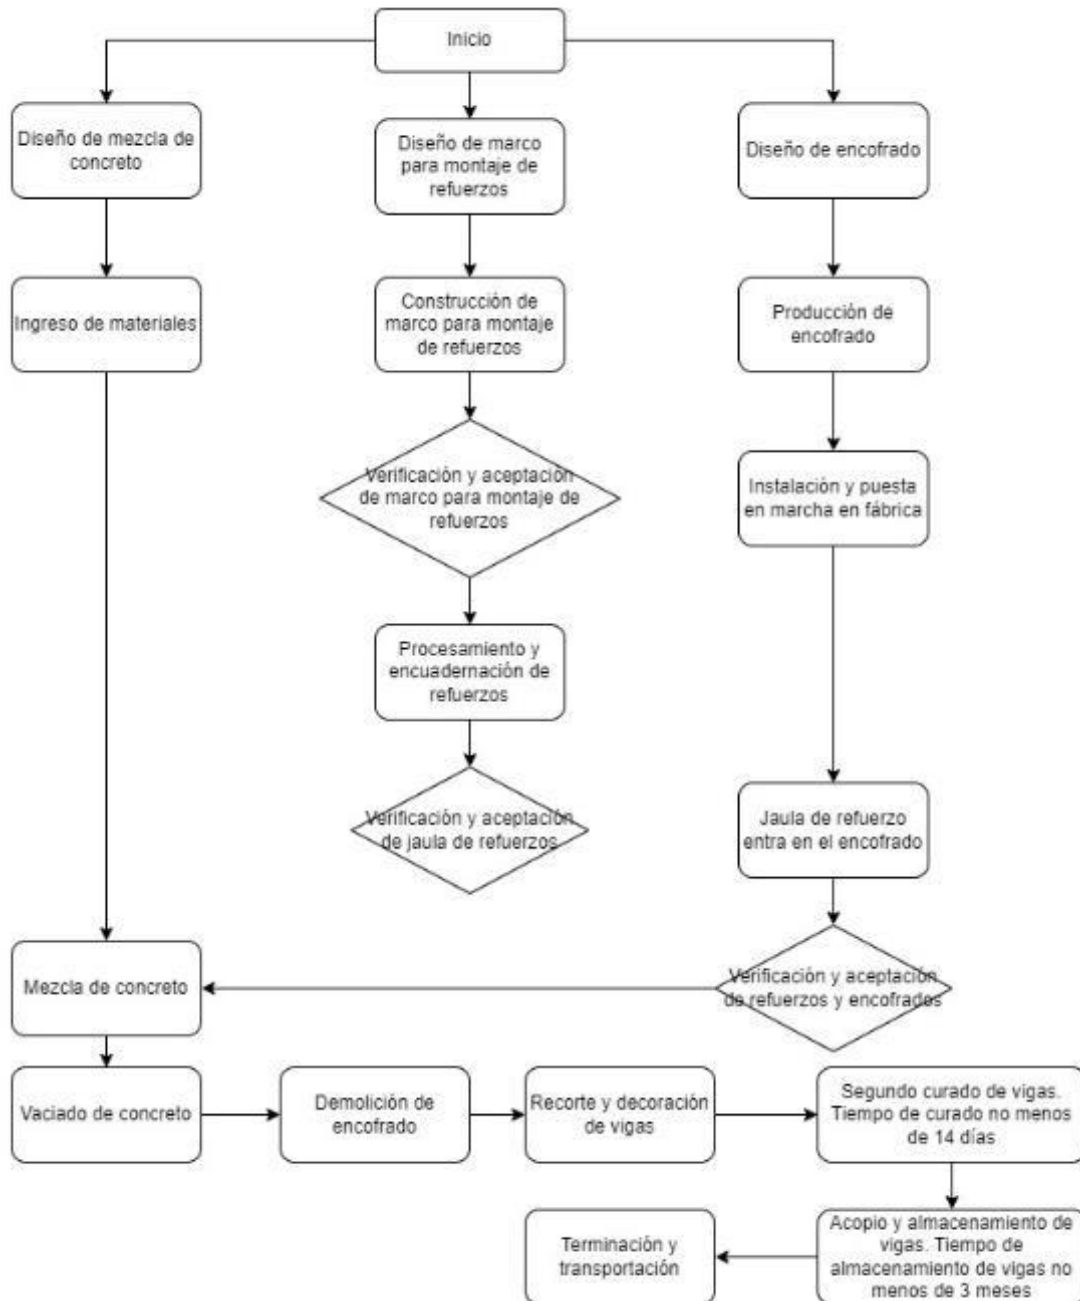 Inicio
Diseño de mezcla de
concreto
Diseño de marco
para montaje de
refuerzos
Diseño de encofrado
Ingreso de materiales
Construcción de
marco para montaje
de refuerzos
Producción de
encofrado
Verificación y aceptación
de marco para montaje de
refuerzos
Instalación y puesta
en marcha en fábrica
Procesamiento y
encuadernación de
refuerzos
Verificación y aceptación
de jaula de refuerzos
Jaula de refuerzo
entra en el encofrado
Mezcla de concreto
Verificación y aceptación
de refuerzos y encofrados
Vaciado de concreto
Demolición de
encofrado
Recorte y decoración
de vigas
Segundo curado de vigas.
Tiempo de curado no menos
de 14 días
Terminación y
transportación
Acopio y almacenamiento de
vigas. Tiempo de
almacenamiento de vigas no
menos de 3 meses